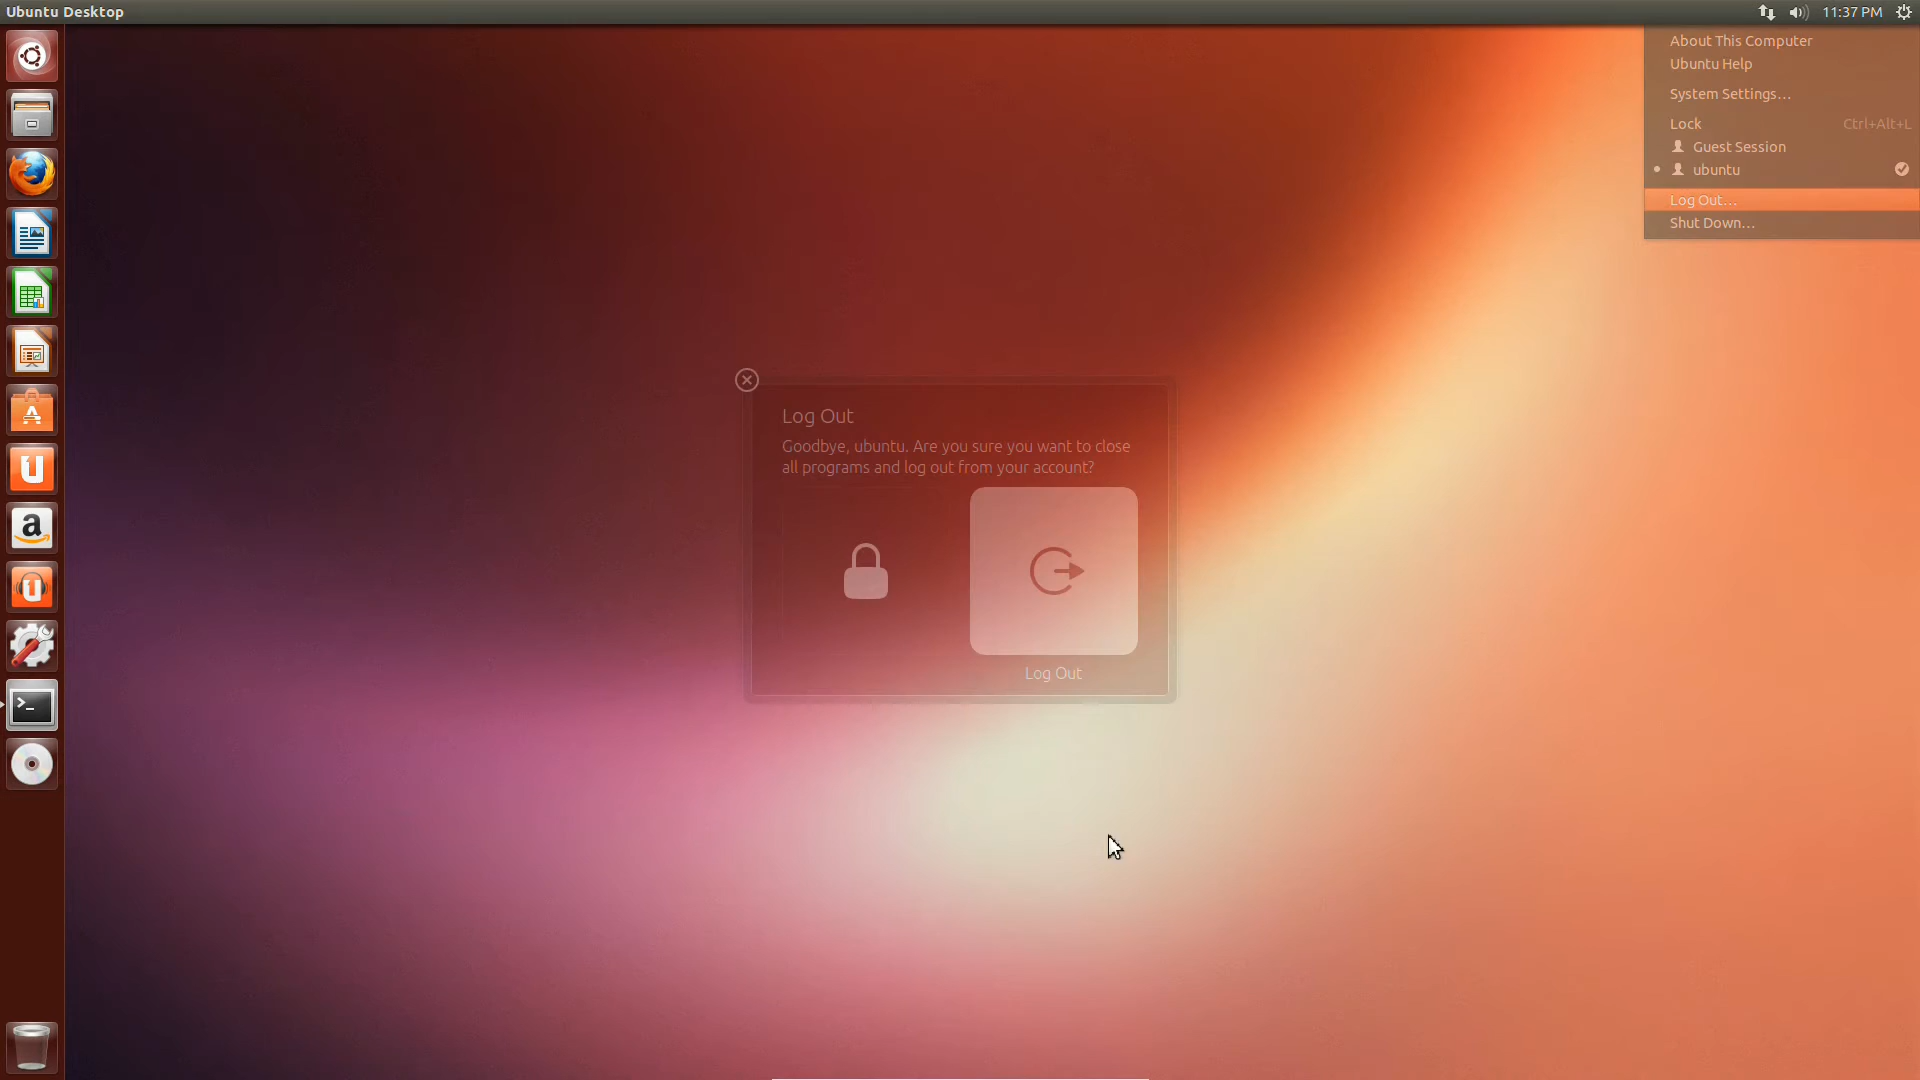 Ubuntu Desktop
11:37 PM
About This Computer
Ubuntu Help
System Settings…
Lock Ctrl+Alt+L
Guest Session
ubuntu
Log Out…
Shut Down…
Log Out
Goodbye, ubuntu. Are you sure you want to close
all programs and log out from your account?
Log Out